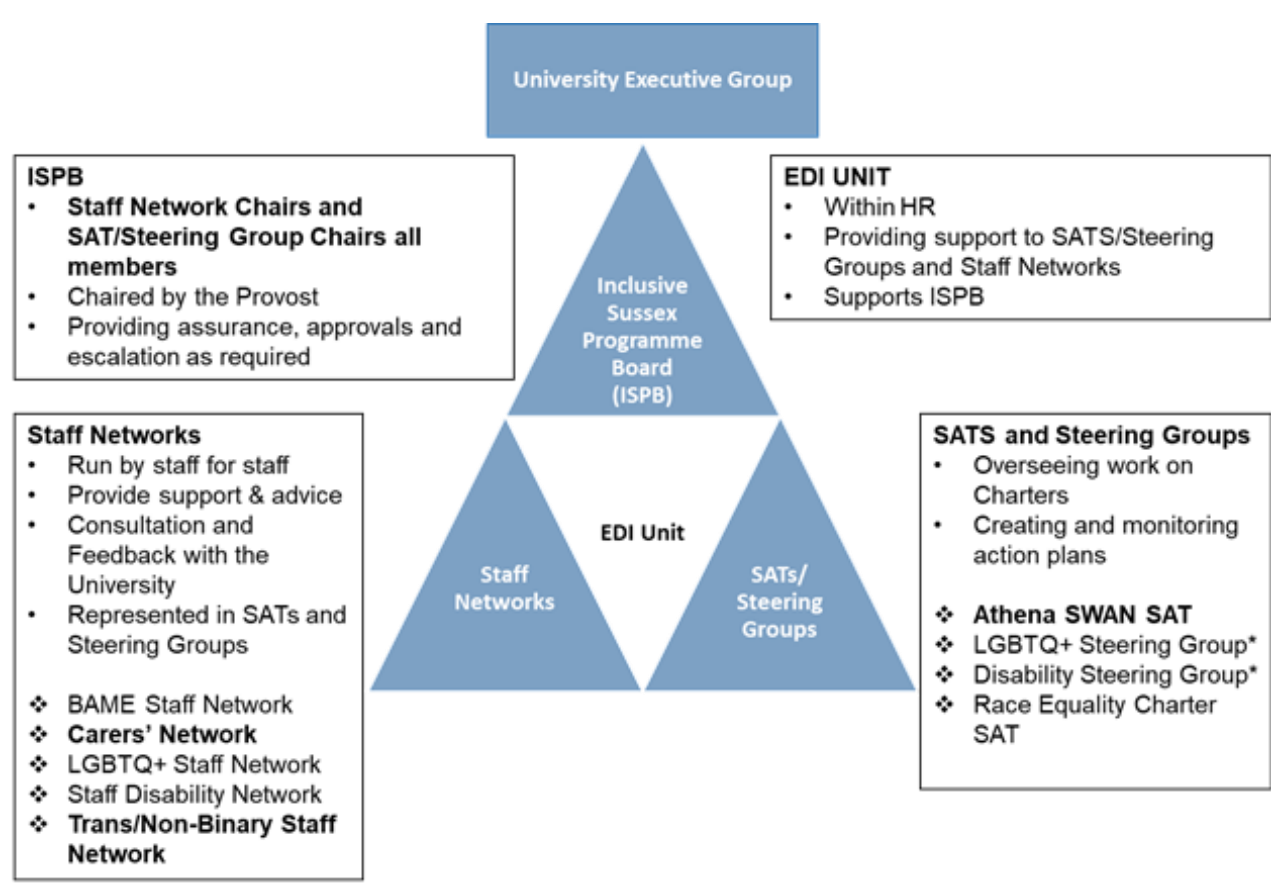 University Executive Group
ISPB
• Staff Network Chairs and
SAT/Steering Group Chairs all
members
• Chaired by the Provost
• Providing assurance, approvals and
escalation as required
EDI UNIT
• Within HR
• Providing support to SATS/Steering
Groups and Staff Networks
• Supports ISPB
Inclusive
Sussex
Programme
Board
(ISPB)
Staff Networks
• Run by staff for staff
• Provide support & advice
• Consultation and
Feedback with the
University
• Represented in SATs and
Steering Groups
❖ BAME Staff Network
❖ Carers' Network
❖ LGBTQ+ Staff Network
❖ Staff Disability Network
❖ Trans/Non-Binary Staff
Network
Staff
Networks
EDI Unit
SATs/
Steering
Groups
SATS and Steering Groups
• Overseeing work on
Charters
• Creating and monitoring
action plans
❖ Athena SWAN SAT
❖ LGBTQ+ Steering Group*
❖ Disability Steering Group*
❖ Race Equality Charter
SAT